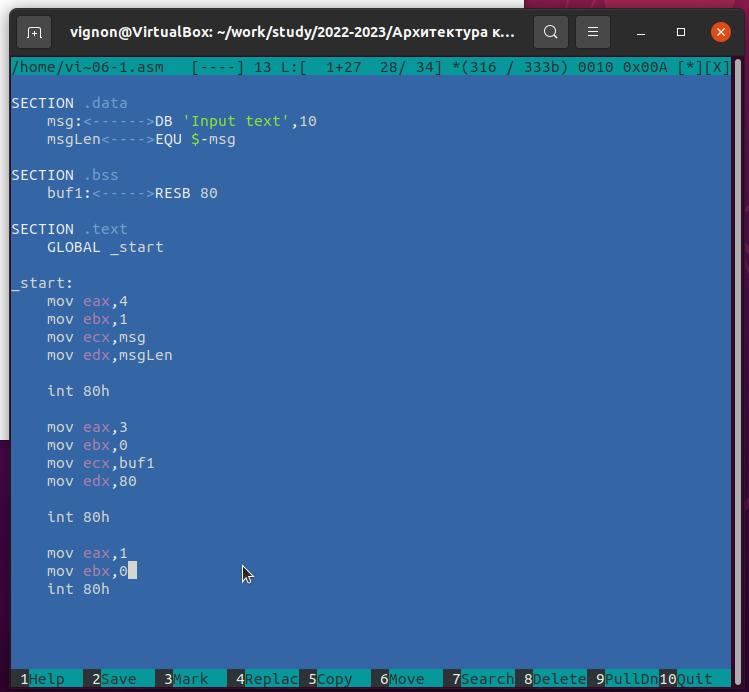 vignon@VirtualBox: ~/work/study/2022-2023/Архитектура к...
/home/vi~06-1.asm [----] 13 L:[ 1+27 28/ 34] *(316 / 333b) 0010 0x00A [*][X]
SECTION .data
msg:<------>DB 'Input text',10
msgLen<---->EQU $-msg
SECTION .bss
buf1:<----->RESB 80
SECTION .text
GLOBAL _start
_start:
mov eax,4
mov ebx,1
mov ecx,msg
mov edx,msgLen
int 80h
mov eax,3
mov ebx,0
mov ecx,buf1
mov edx,80
int 80h
mov eax,1
mov ebx,0
int 80h
1Help 2Save 3Mark 4Replac 5Copy 6Move 7Search 8Delete 9PullDn 10Quit